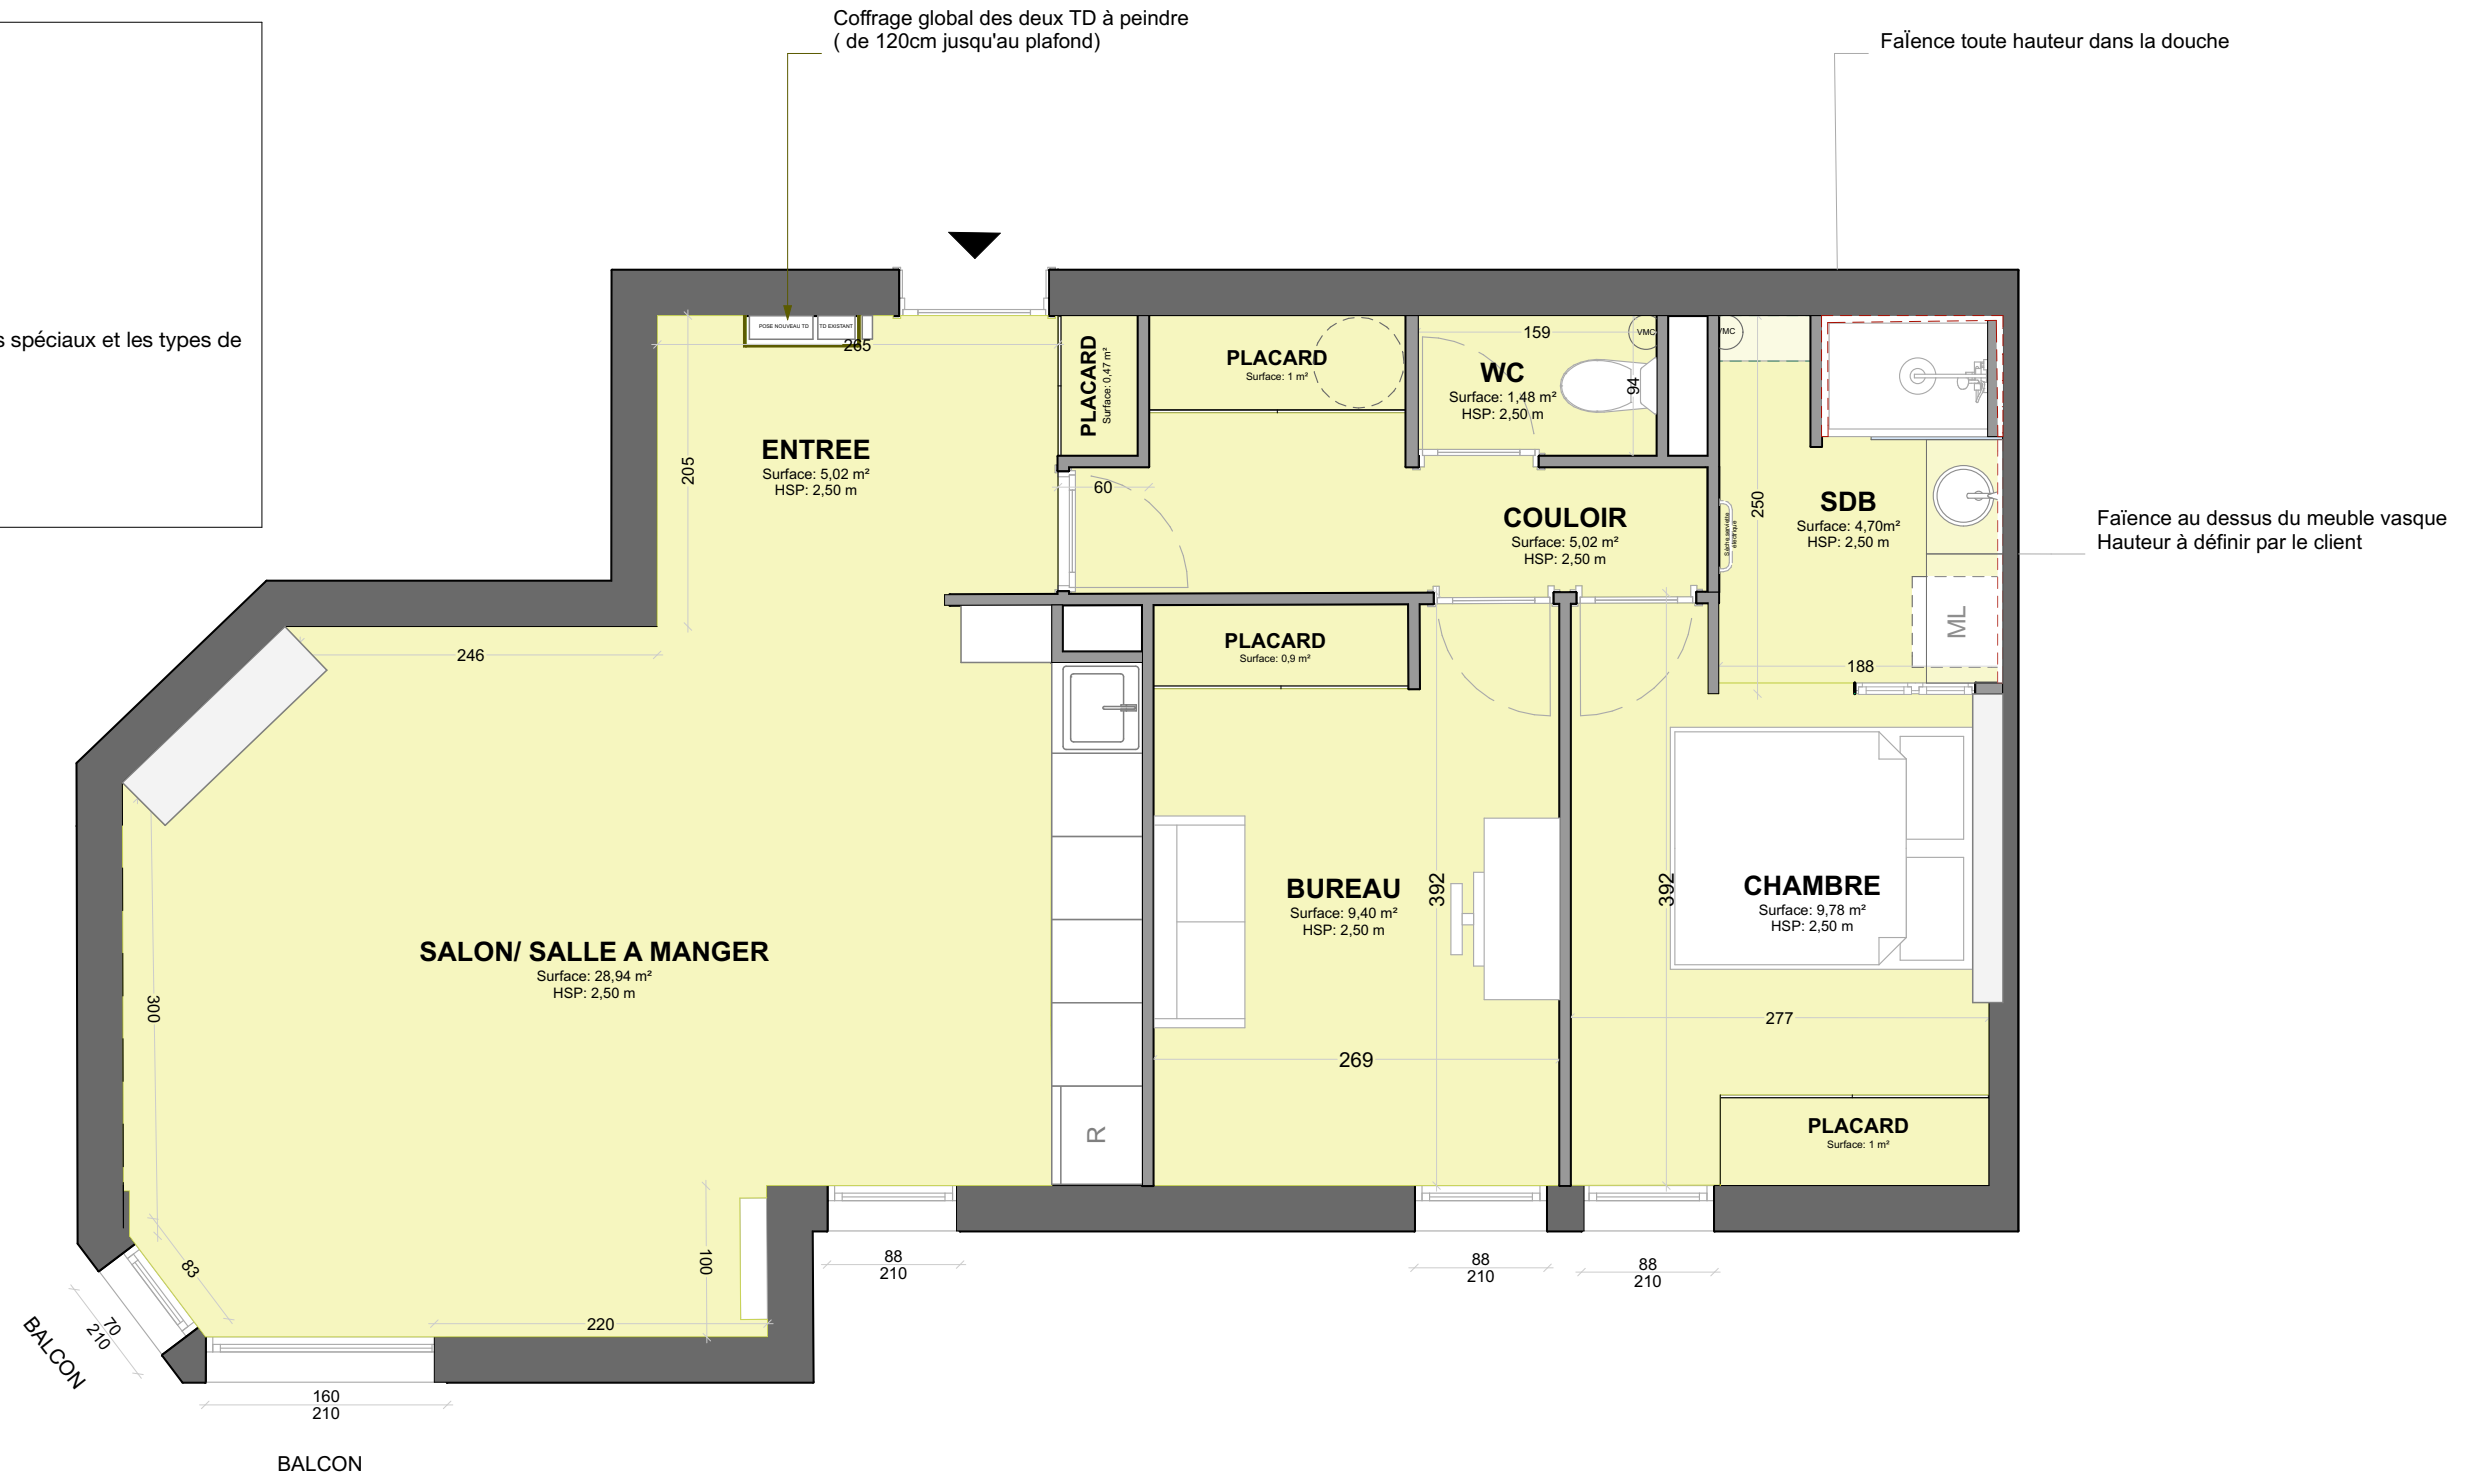 Coffrage global des deux TD à peindre
( de 120cm jusqu'au plafond)
FaÏence toute hauteur dans la douche
s spéciaux et les types de
POSE NOUVEAU TD
TD EXISTANT
265
205
ENTREE
Surface: 5,02 m²
HSP: 2,50 m
PLACARD
Surface: 0,47 m²
PLACARD
Surface: 1 m²
159
VMC
WC
Surface: 1,48 m²
HSP: 2,50 m
94
VMC
60
COULOIR
Surface: 5,02 m²
HSP: 2,50 m
Sèche serviette
éléctrique
250
SDB
Surface: 4,70m²
HSP: 2,50 m
Faïence au dessus du meuble vasque
Hauteur à définir par le client
ML
188
246
PLACARD
Surface: 0,9 m²
SALON/ SALLE A MANGER
Surface: 28,94 m²
HSP: 2,50 m
300
BUREAU
Surface: 9,40 m²
HSP: 2,50 m
392
269
392
CHAMBRE
Surface: 9,78 m²
HSP: 2,50 m
277
R
PLACARD
Surface: 1 m²
83
100
220
88
210
88
210
88
210
70
210
BALCON
160
210
BALCON